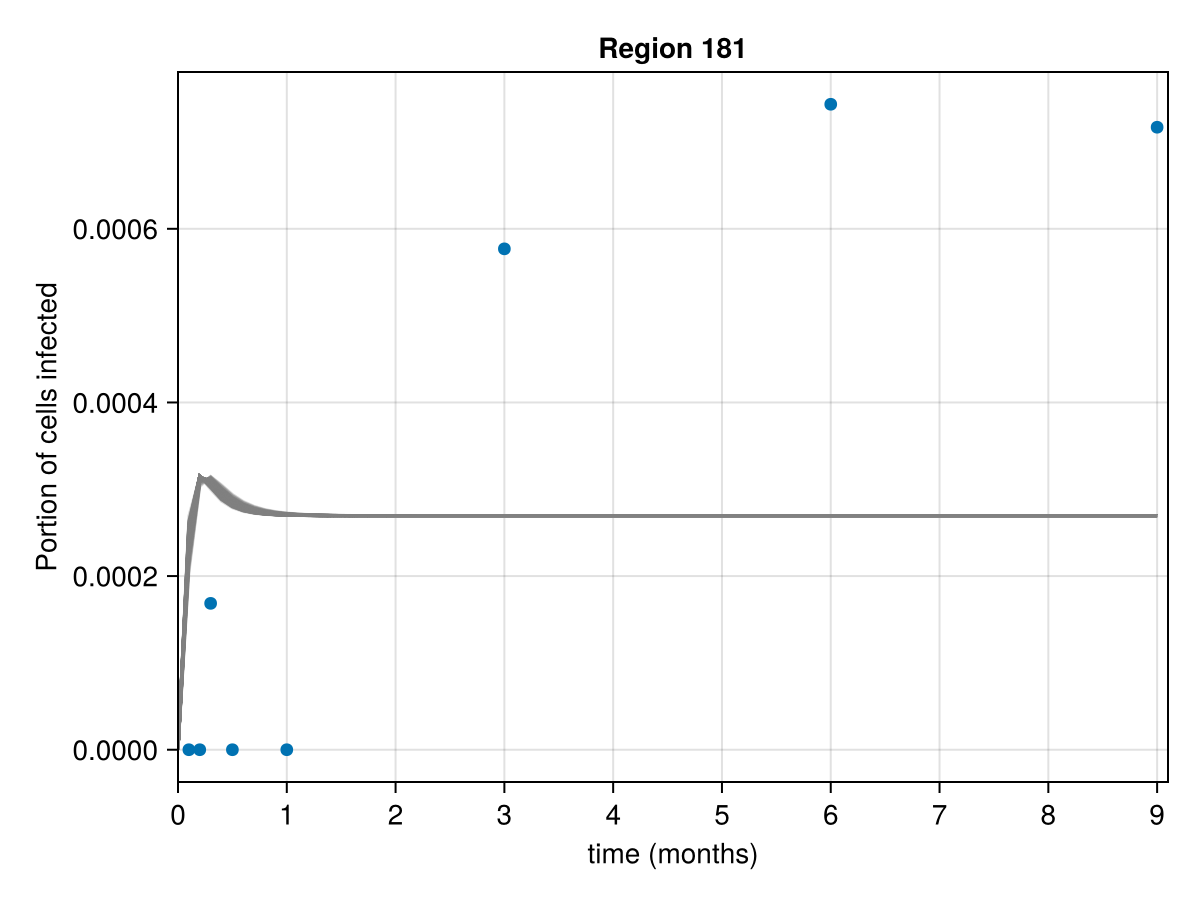 Region 181
Portion of cells infected
0.0006
0.0004
0.0002
0.0000
0 1 2 3 4 5 6 7 8 9
time (months)